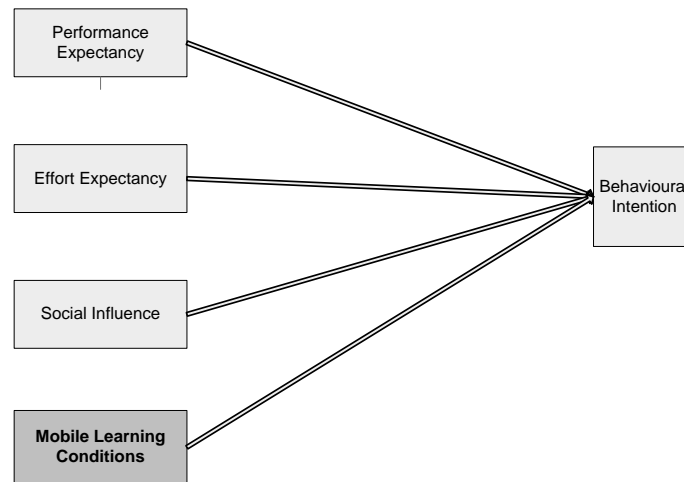 Performance
Expectancy
Effort Expectancy
Behavioura
Intention
Social Influence
Mobile Learning
Conditions